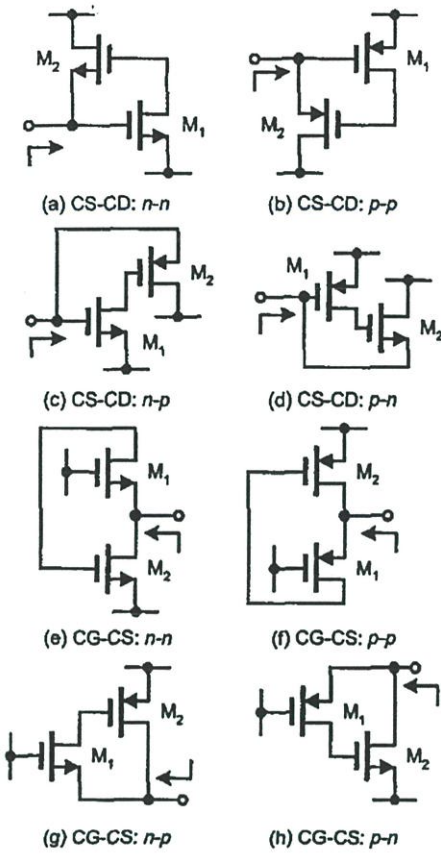 M₂
M₁
(a) CS-CD: n-n
M₁
M₂
(b) CS-CD: p-p
M₂
M₁
(c) CS-CD: n-p
M₁
M₂
(d) CS-CD: p-n
M₁
M₂
(e) CG-CS: n-n
M₂
M₁
(f) CG-CS: p-p
M₂
M₁
(g) CG-CS: n-p
M₁
M₂
(h) CG-CS: p-n